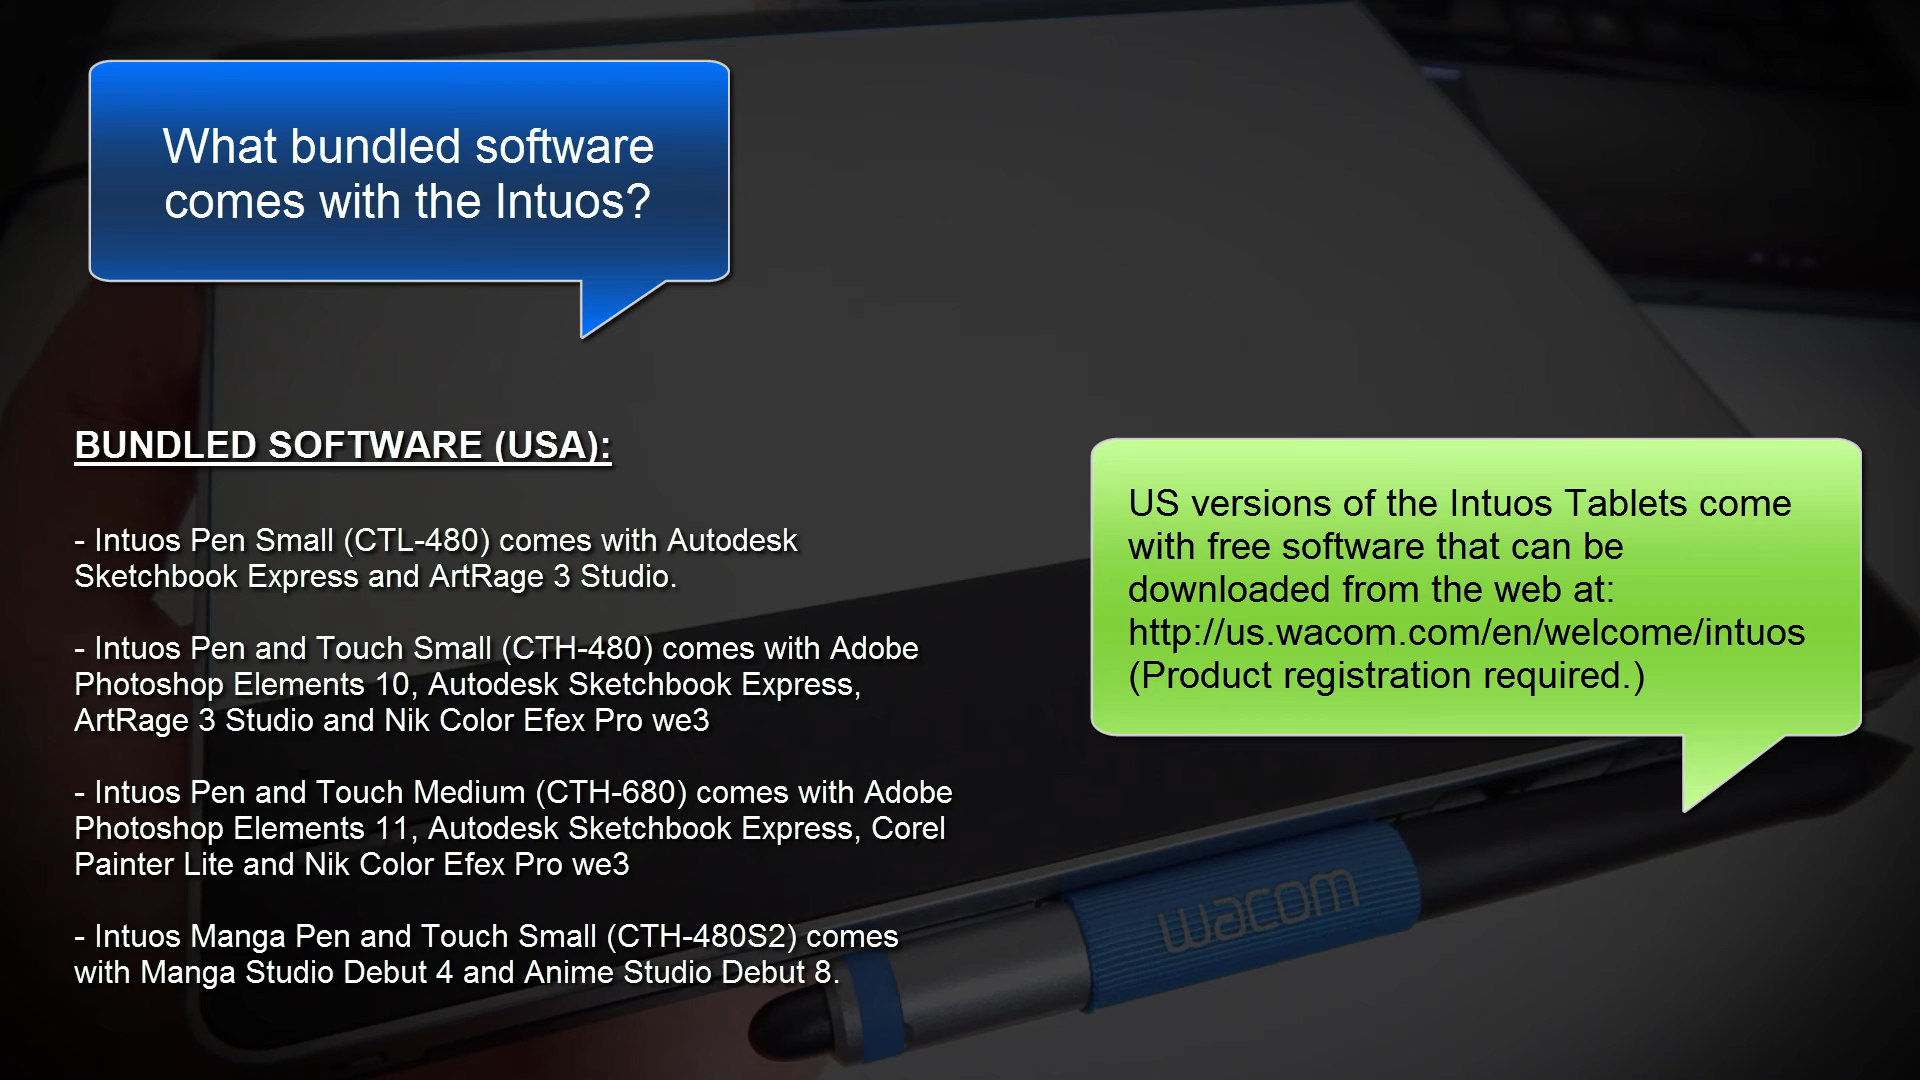 What bundled software
comes with the Intuos?
BUNDLED SOFTWARE (USA):
- Intuos Pen Small (CTL-480) comes with Autodesk
Sketchbook Express and ArtRage 3 Studio.
- Intuos Pen and Touch Small (CTH-480) comes with Adobe
Photoshop Elements 10, Autodesk Sketchbook Express,
ArtRage 3 Studio and Nik Color Efex Pro we3
- Intuos Pen and Touch Medium (CTH-680) comes with Adobe
Photoshop Elements 11, Autodesk Sketchbook Express, Corel
Painter Lite and Nik Color Efex Pro we3
- Intuos Manga Pen and Touch Small (CTH-480S2) comes
with Manga Studio Debut 4 and Anime Studio Debut 8.
US versions of the Intuos Tablets come
with free software that can be
downloaded from the web at:
http://us.wacom.com/en/welcome/intuos
(Product registration required.)
wacom